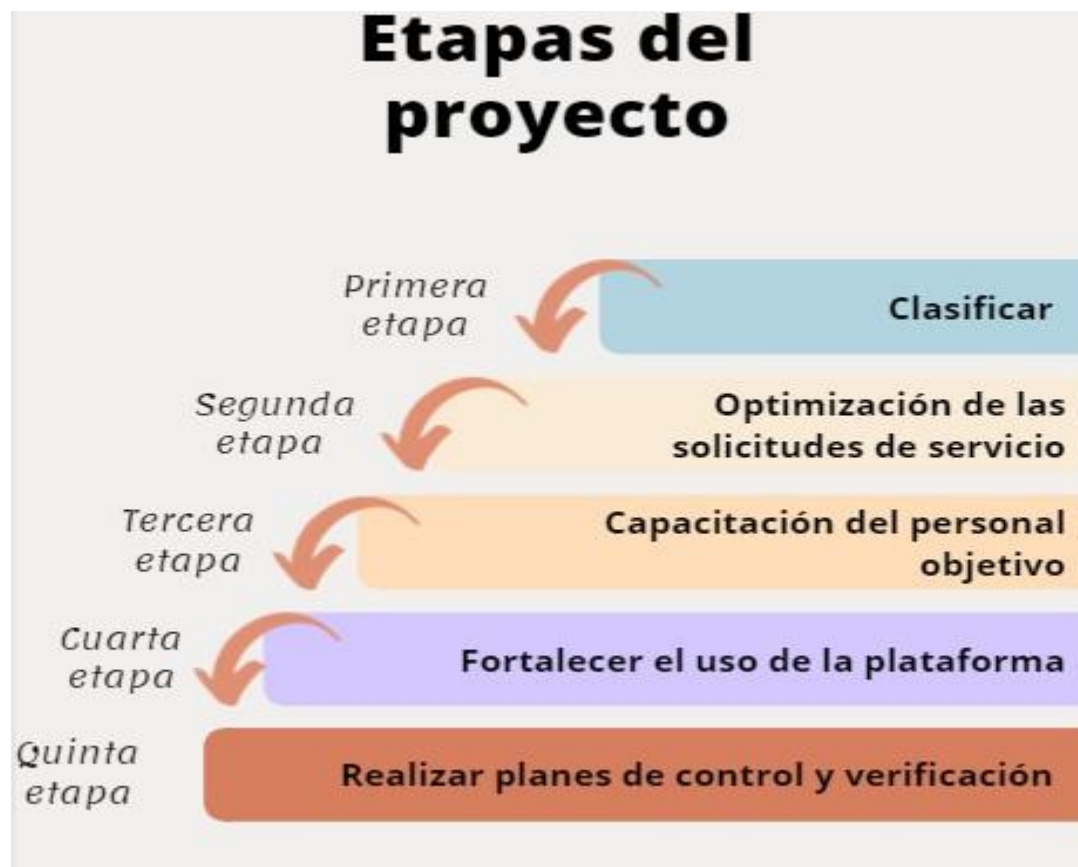 Etapas del
proyecto
Primera
etapa
Clasificar
Segunda
etapa
Optimización de las
solicitudes de servicio
Tercera
etapa
Capacitación del personal
objetivo
Cuarta
etapa
Fortalecer el uso de la plataforma
Quinta
etapa
Realizar planes de control y verificación